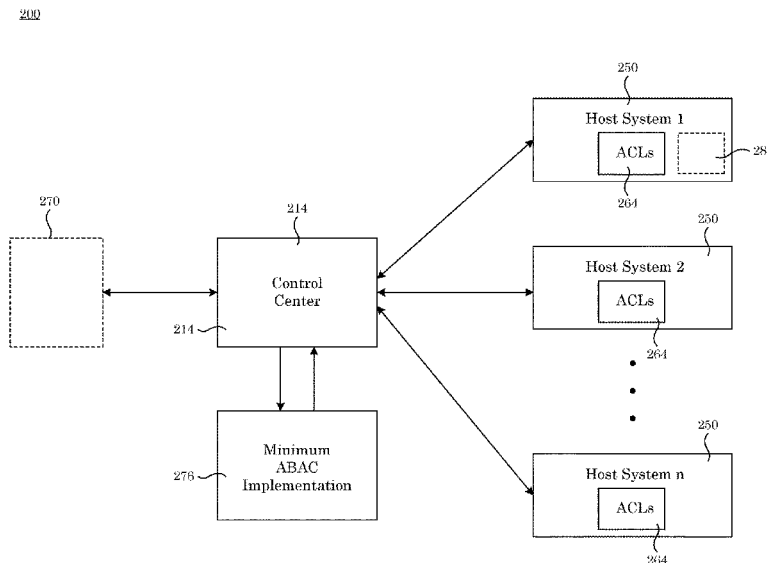 200
250
Host System 1
ACLs
28
264
270
214
Control
Center
214
250
Host System 2
ACLs
264
276
Minimum
ABAC
Implementation
250
Host System n
ACLs
264